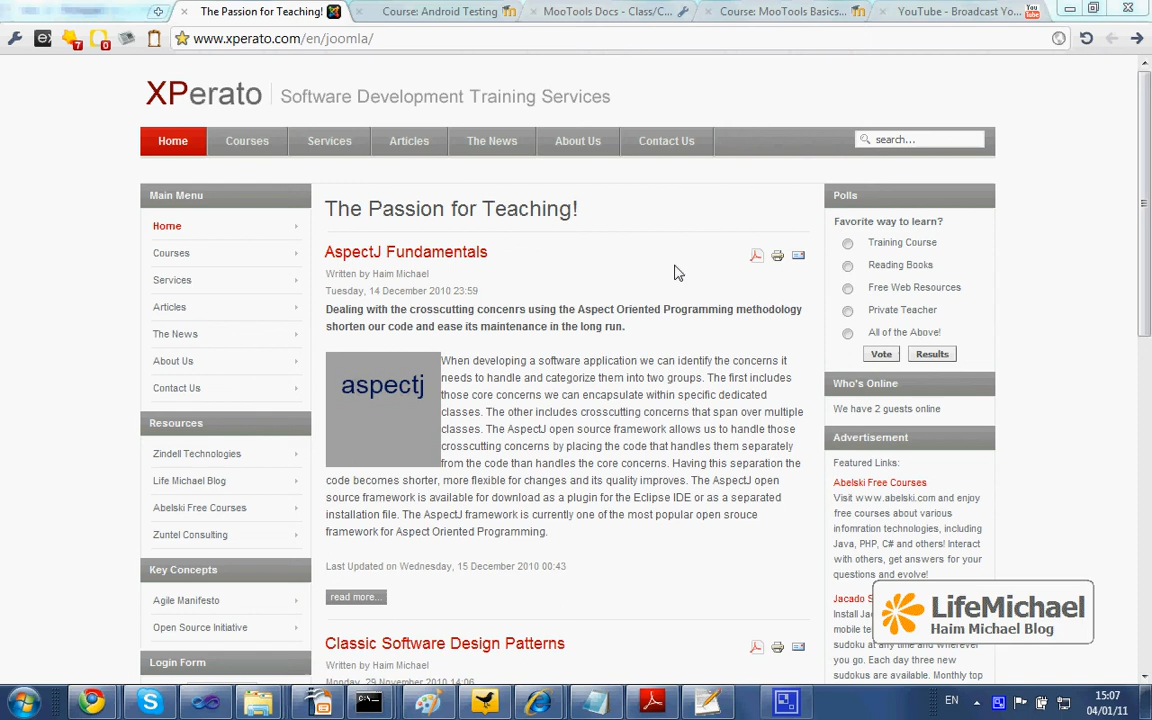 The Passion for Teaching!
Course: Android Testing
MooTools Docs - Class/C...
Course: MooTools Basics...
YouTube - Broadcast Yo...
You
Tube
www.xperato.com/en/joomla/
7
0
XPerato
Software Development Training Services
Home
Courses
Services
Articles
The News
About Us
Contact Us
search...
Main Menu
Home
Courses
Services
Articles
The News
About Us
Contact Us
Resources
Zindell Technologies
Life Michael Blog
Abelski Free Courses
Zuntel Consulting
Key Concepts
Agile Manifesto
Open Source Initiative
Login Form
The Passion for Teaching!
AspectJ Fundamentals
Written by Haim Michael
Tuesday, 14 December 2010 23:59
Dealing with the crosscutting concenrs using the Aspect Oriented Programming methodology
shorten our code and ease its maintenance in the long run.
aspectj
When developing a software application we can identify the concerns it
needs to handle and categorize them into two groups. The first includes
those core concerns we can encapsulate within specific dedicated
classes. The other includes crosscutting concerns that span over multiple
classes. The AspectJ open source framework allows us to handle those
crosscutting concerns by placing the code that handles them separately
from the code than handles the core concerns. Having this separation the
code becomes shorter, more flexible for changes and its quality improves. The AspectJ open
source framework is available for download as a plugin for the Eclipse IDE or as a separated
installation file. The AspectJ framework is currently one of the most popular open srouce
framework for Aspect Oriented Programming.
Last Updated on Wednesday, 15 December 2010 00:43
read more...
Classic Software Design Patterns
Written by Haim Michael
Monday, 29 November 2010 14:06
Polls
Favorite way to learn?
Training Course
Reading Books
Free Web Resources
Private Teacher
All of the Above!
Vote
Results
Who's Online
We have 2 guests online
Advertisement
Featured Links:
Abelski Free Courses
Visit www.abelski.com and enjoy
free courses about various
infomration technologies, including
Java, PHP, C# and others! Interact
with others, get answers for your
questions and evolve!
Jacado S
Install Ja
mobile te
sudoku at any time and wherever
you go. Each day three new
sudokus are available. Monthly top
LifeMichael
Haim Michael Blog
EN
15:07
04/01/11